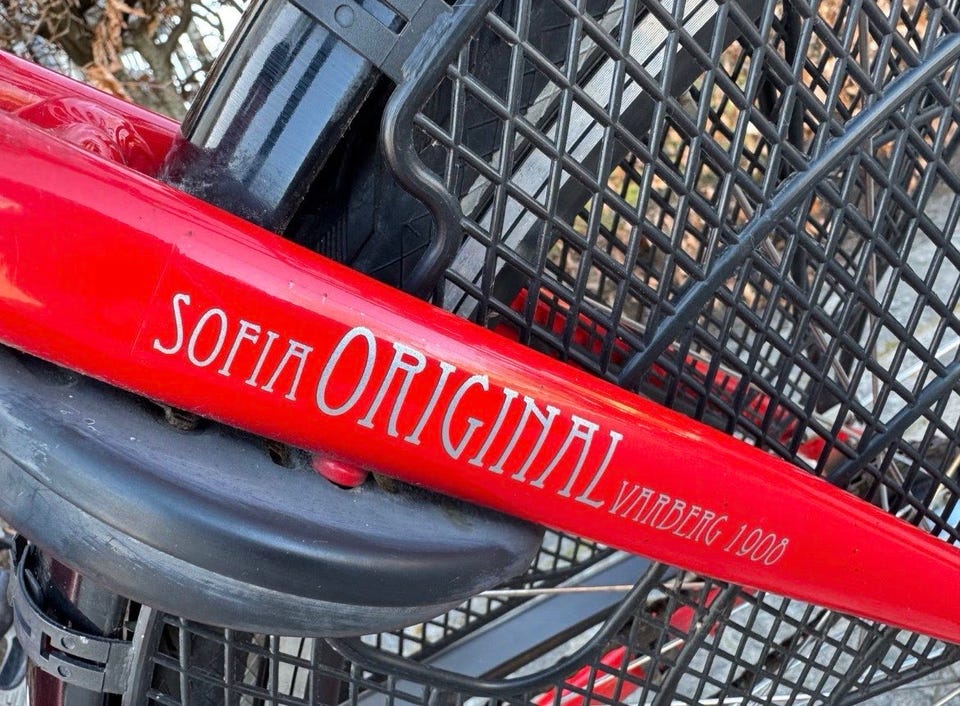 SOFIA ORIGINAL VARBERG 1908